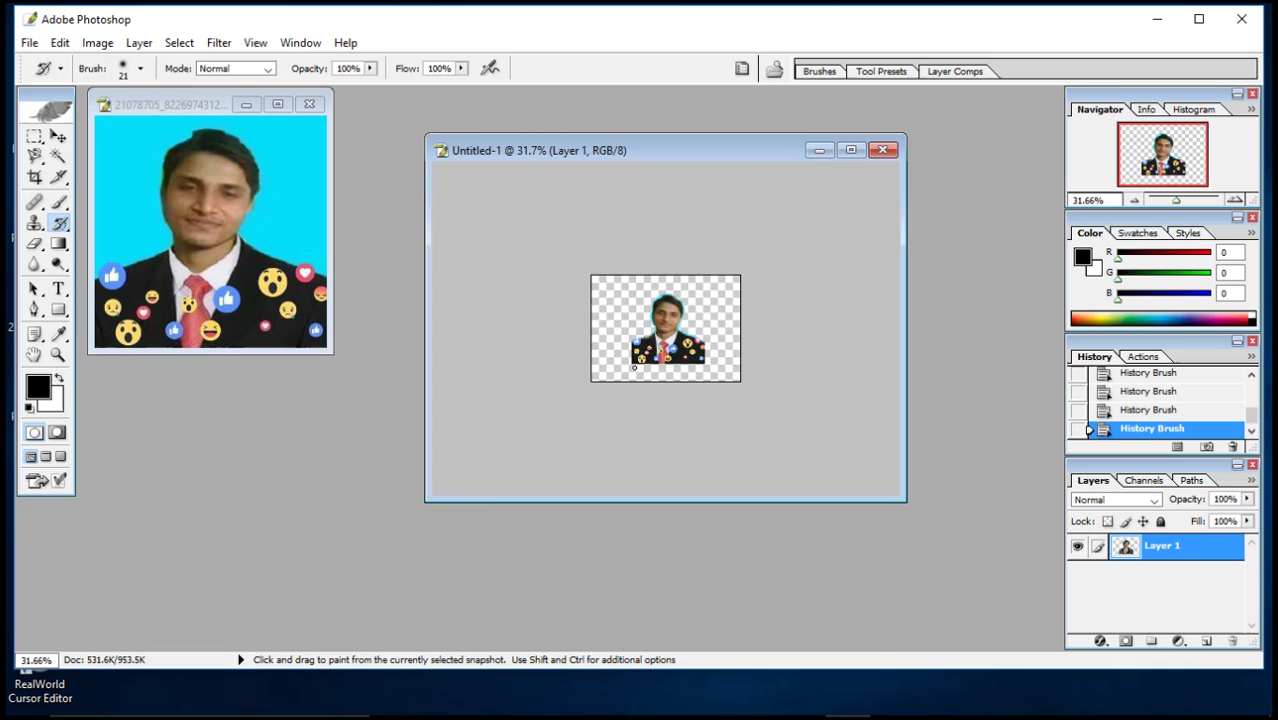 Adobe Photoshop
File Edit Image Layer Select Filter View Window Help
Brush: 21 Mode: Normal Opacity: 100% Flow: 100% Brushes Tool Presets Layer Comps
21078705_8226974312...
Untitled-1 @ 31.7% (Layer 1, RGB/8)
Navigator Info Histogram
31.66%
Color Swatches Styles
R 0
G 0
B 0
History Actions
History Brush
History Brush
History Brush
History Brush
Layers Channels Paths
Normal Opacity: 100%
Lock: Fill: 100%
Layer 1
T
31.66% Doc: 531.6K/953.5K Click and drag to paint from the currently selected snapshot. Use Shift and Ctrl for additional options
RealWorld
Cursor Editor